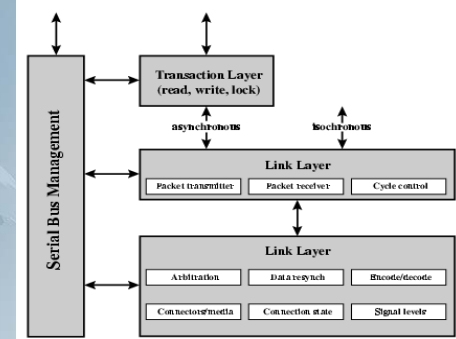 Serial Bus Management
Transaction Layer
(read, write, lock)
asynchronous
isochronous
Link Layer
Packet transmitter
Packet receiver
Cycle control
Link Layer
Arbitration
Data resynch
Encode/decode
Connectors/media
Connection state
Signal levels